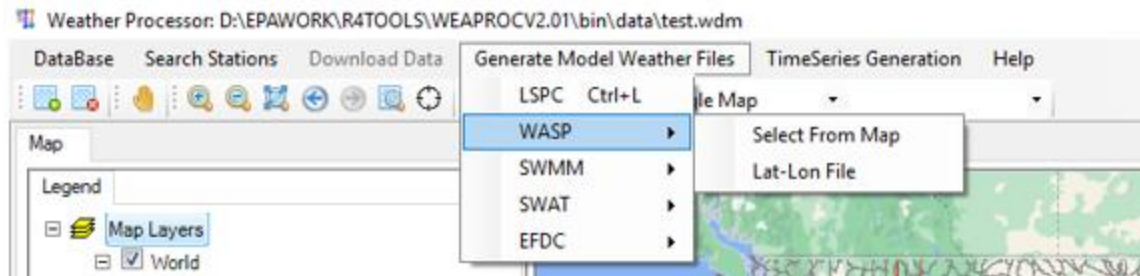 Weather Processor: D:\EPAWORK\R4TOOLS\WEAPROCV2.01\bin\data\test.wdm
DataBase Search Stations Download Data Generate Model Weather Files TimeSeries Generation Help
LSPC Ctrl+L
Map
WASP
Select From Map
Map
SWMM
Lat-Lon File
Legend
SWAT
Map Layers
EFDC
World